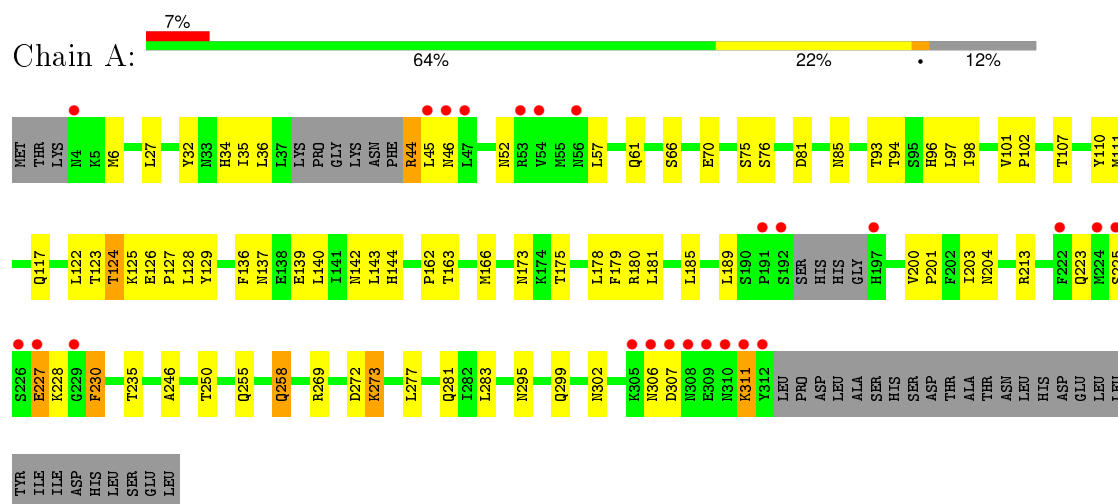 7%
Chain A:
64% 22% • 12%
MET THR LYS N4 K5 M6 L27 Y32 N33 H34 I35 L36 L37 LYS PRO GLY LYS ASN PHE R44 L45 N46 L47 N52 R53 V54 M55 N56 L57 Q61 S66 E70 S75 S76 D81 N85 T93 T94 S95 H96 L97 I98 V101 P102 T107 Y110 M111
Q117 L122 T123 T124 K125 E126 P127 L128 Y129 F136 N137 E138 E139 L140 I141 N142 L143 H144 P162 T163 M166 N173 K174 T175 L178 F179 R180 L181 L185 L189 S190 P191 S192 SER HIS HIS GLY H197 V200 P201 F202 I203 N204 R213 F222 Q223 M224 S225
S226 E227 K228 G229 F230 T235 A246 T250 Q255 Q258 R269 D272 K273 L277 Q281 I282 L283 N295 Q299 N302 K305 N306 D307 N308 E309 N310 K311 Y312 LEU PRO ASP LEU ALA SER HIS SER ASP THR ALA THR ASN LEU HIS ASP GLU LEU LEU
TYR ILE ILE ASP HIS LEU SER GLU LEU